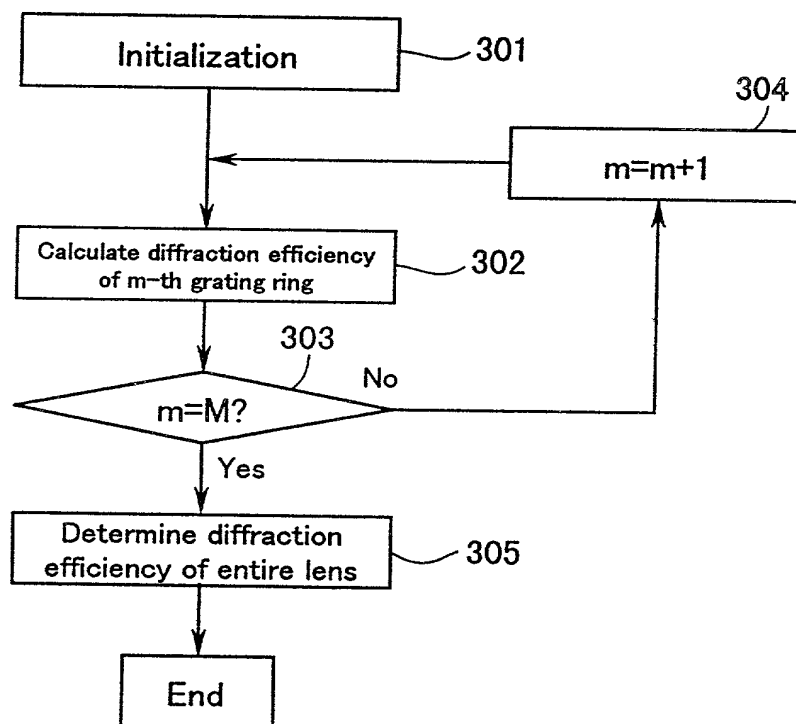 Initialization
301
304
m=m+1
Calculate diffraction efficiency
of m-th grating ring
302
303
No
m=M?
Yes
Determine diffraction
efficiency of entire lens
305
End